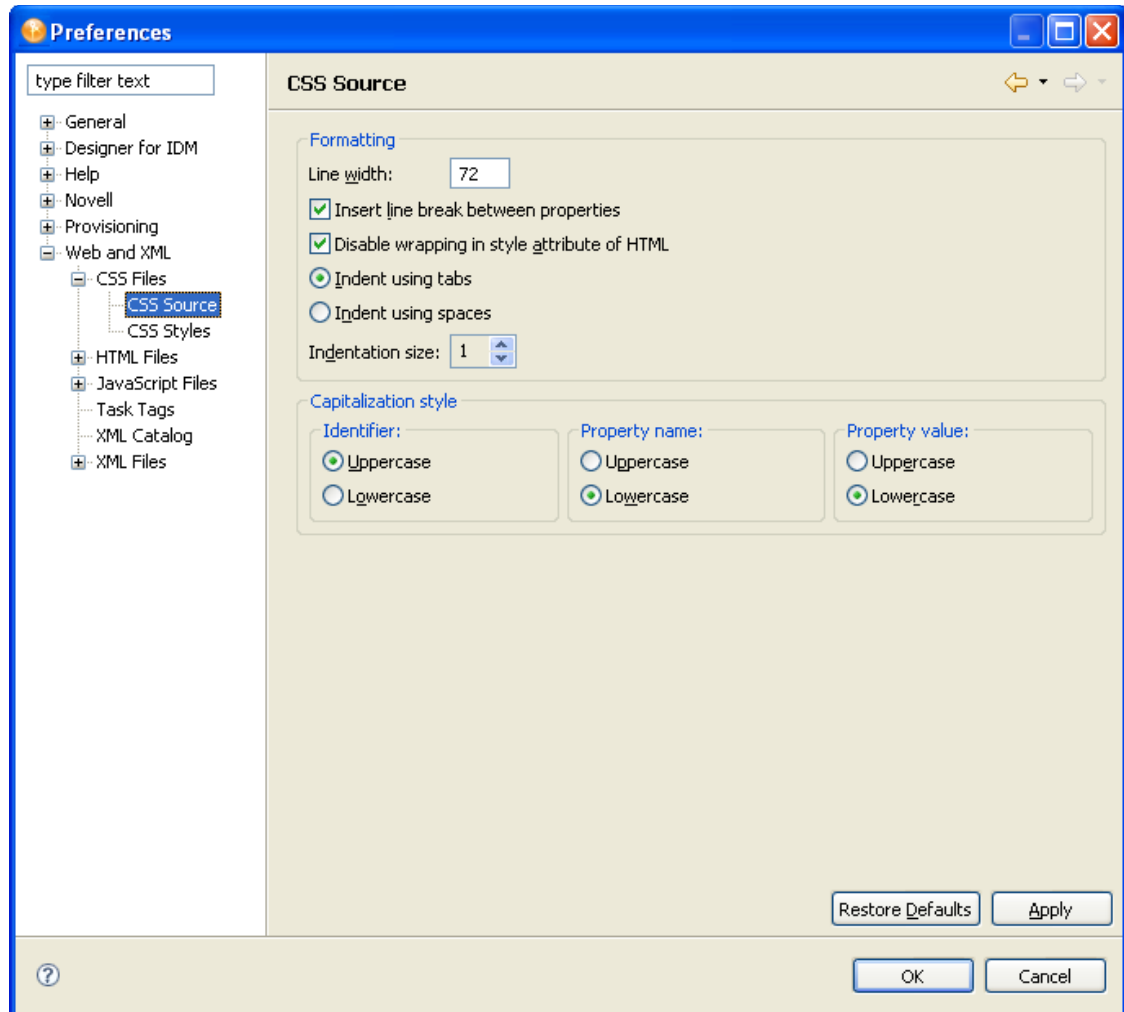 Preferences
type filter text
General
Designer for IDM
Help
Novell
Provisioning
Web and XML
CSS Files
CSS Source
CSS Styles
HTML Files
JavaScript Files
Task Tags
XML Catalog
XML Files
CSS Source
Formatting
Line width: 72
Insert line break between properties
Disable wrapping in style attribute of HTML
Indent using tabs
Indent using spaces
Indentation size: 1
Capitalization style
Identifier: Property name: Property value:
Uppercase Uppercase Uppercase
Lowercase Lowercase Lowercase
Restore Defaults Apply
? OK Cancel